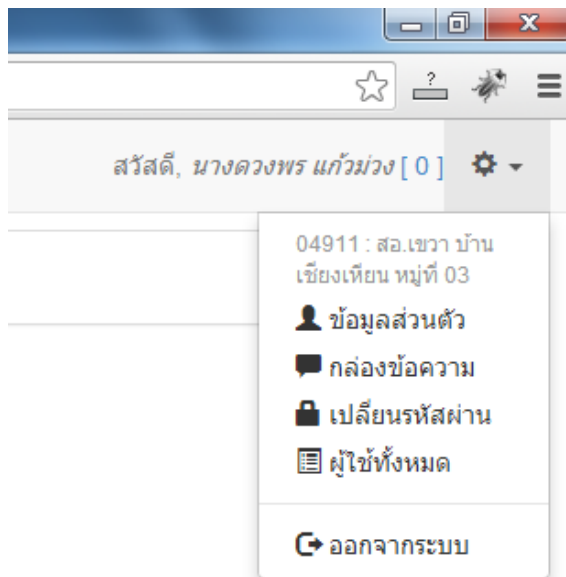 ?
สวัสดี, นางดวงพร แก้วม่วง [ 0 ]
04911 : สอ.เขวา บ้าน
เชียงเหียน หมู่ที่ 03
ข้อมูลส่วนตัว
กล่องข้อความ
เปลี่ยนรหัสผ่าน
ผู้ใช้ทั้งหมด
ออกจากระบบ